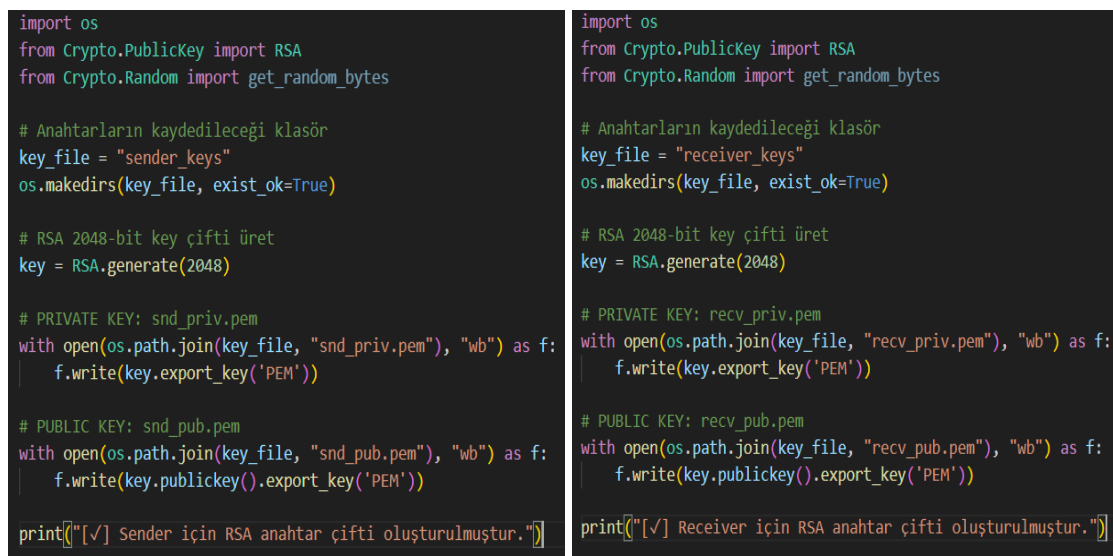 import os
from Crypto.PublicKey import RSA
from Crypto.Random import get_random_bytes
# Anahtarların kaydedileceği klasör
key_file = "sender_keys"
os.makedirs(key_file, exist_ok=True)
# RSA 2048-bit key çifti üret
key = RSA.generate(2048)
# PRIVATE KEY: snd_priv.pem
with open(os.path.join(key_file, "snd_priv.pem"), "wb") as f:
    f.write(key.export_key('PEM'))
# PUBLIC KEY: snd_pub.pem
with open(os.path.join(key_file, "snd_pub.pem"), "wb") as f:
    f.write(key.publickey().export_key('PEM'))
print("[√] Sender için RSA anahtar çifti oluşturulmuştur.")
import os
from Crypto.PublicKey import RSA
from Crypto.Random import get_random_bytes
# Anahtarların kaydedileceği klasör
key_file = "receiver_keys"
os.makedirs(key_file, exist_ok=True)
# RSA 2048-bit key çifti üret
key = RSA.generate(2048)
# PRIVATE KEY: recv_priv.pem
with open(os.path.join(key_file, "recv_priv.pem"), "wb") as f:
    f.write(key.export_key('PEM'))
# PUBLIC KEY: recv_pub.pem
with open(os.path.join(key_file, "recv_pub.pem"), "wb") as f:
    f.write(key.publickey().export_key('PEM'))
print("[√] Receiver için RSA anahtar çifti oluşturulmuştur.")